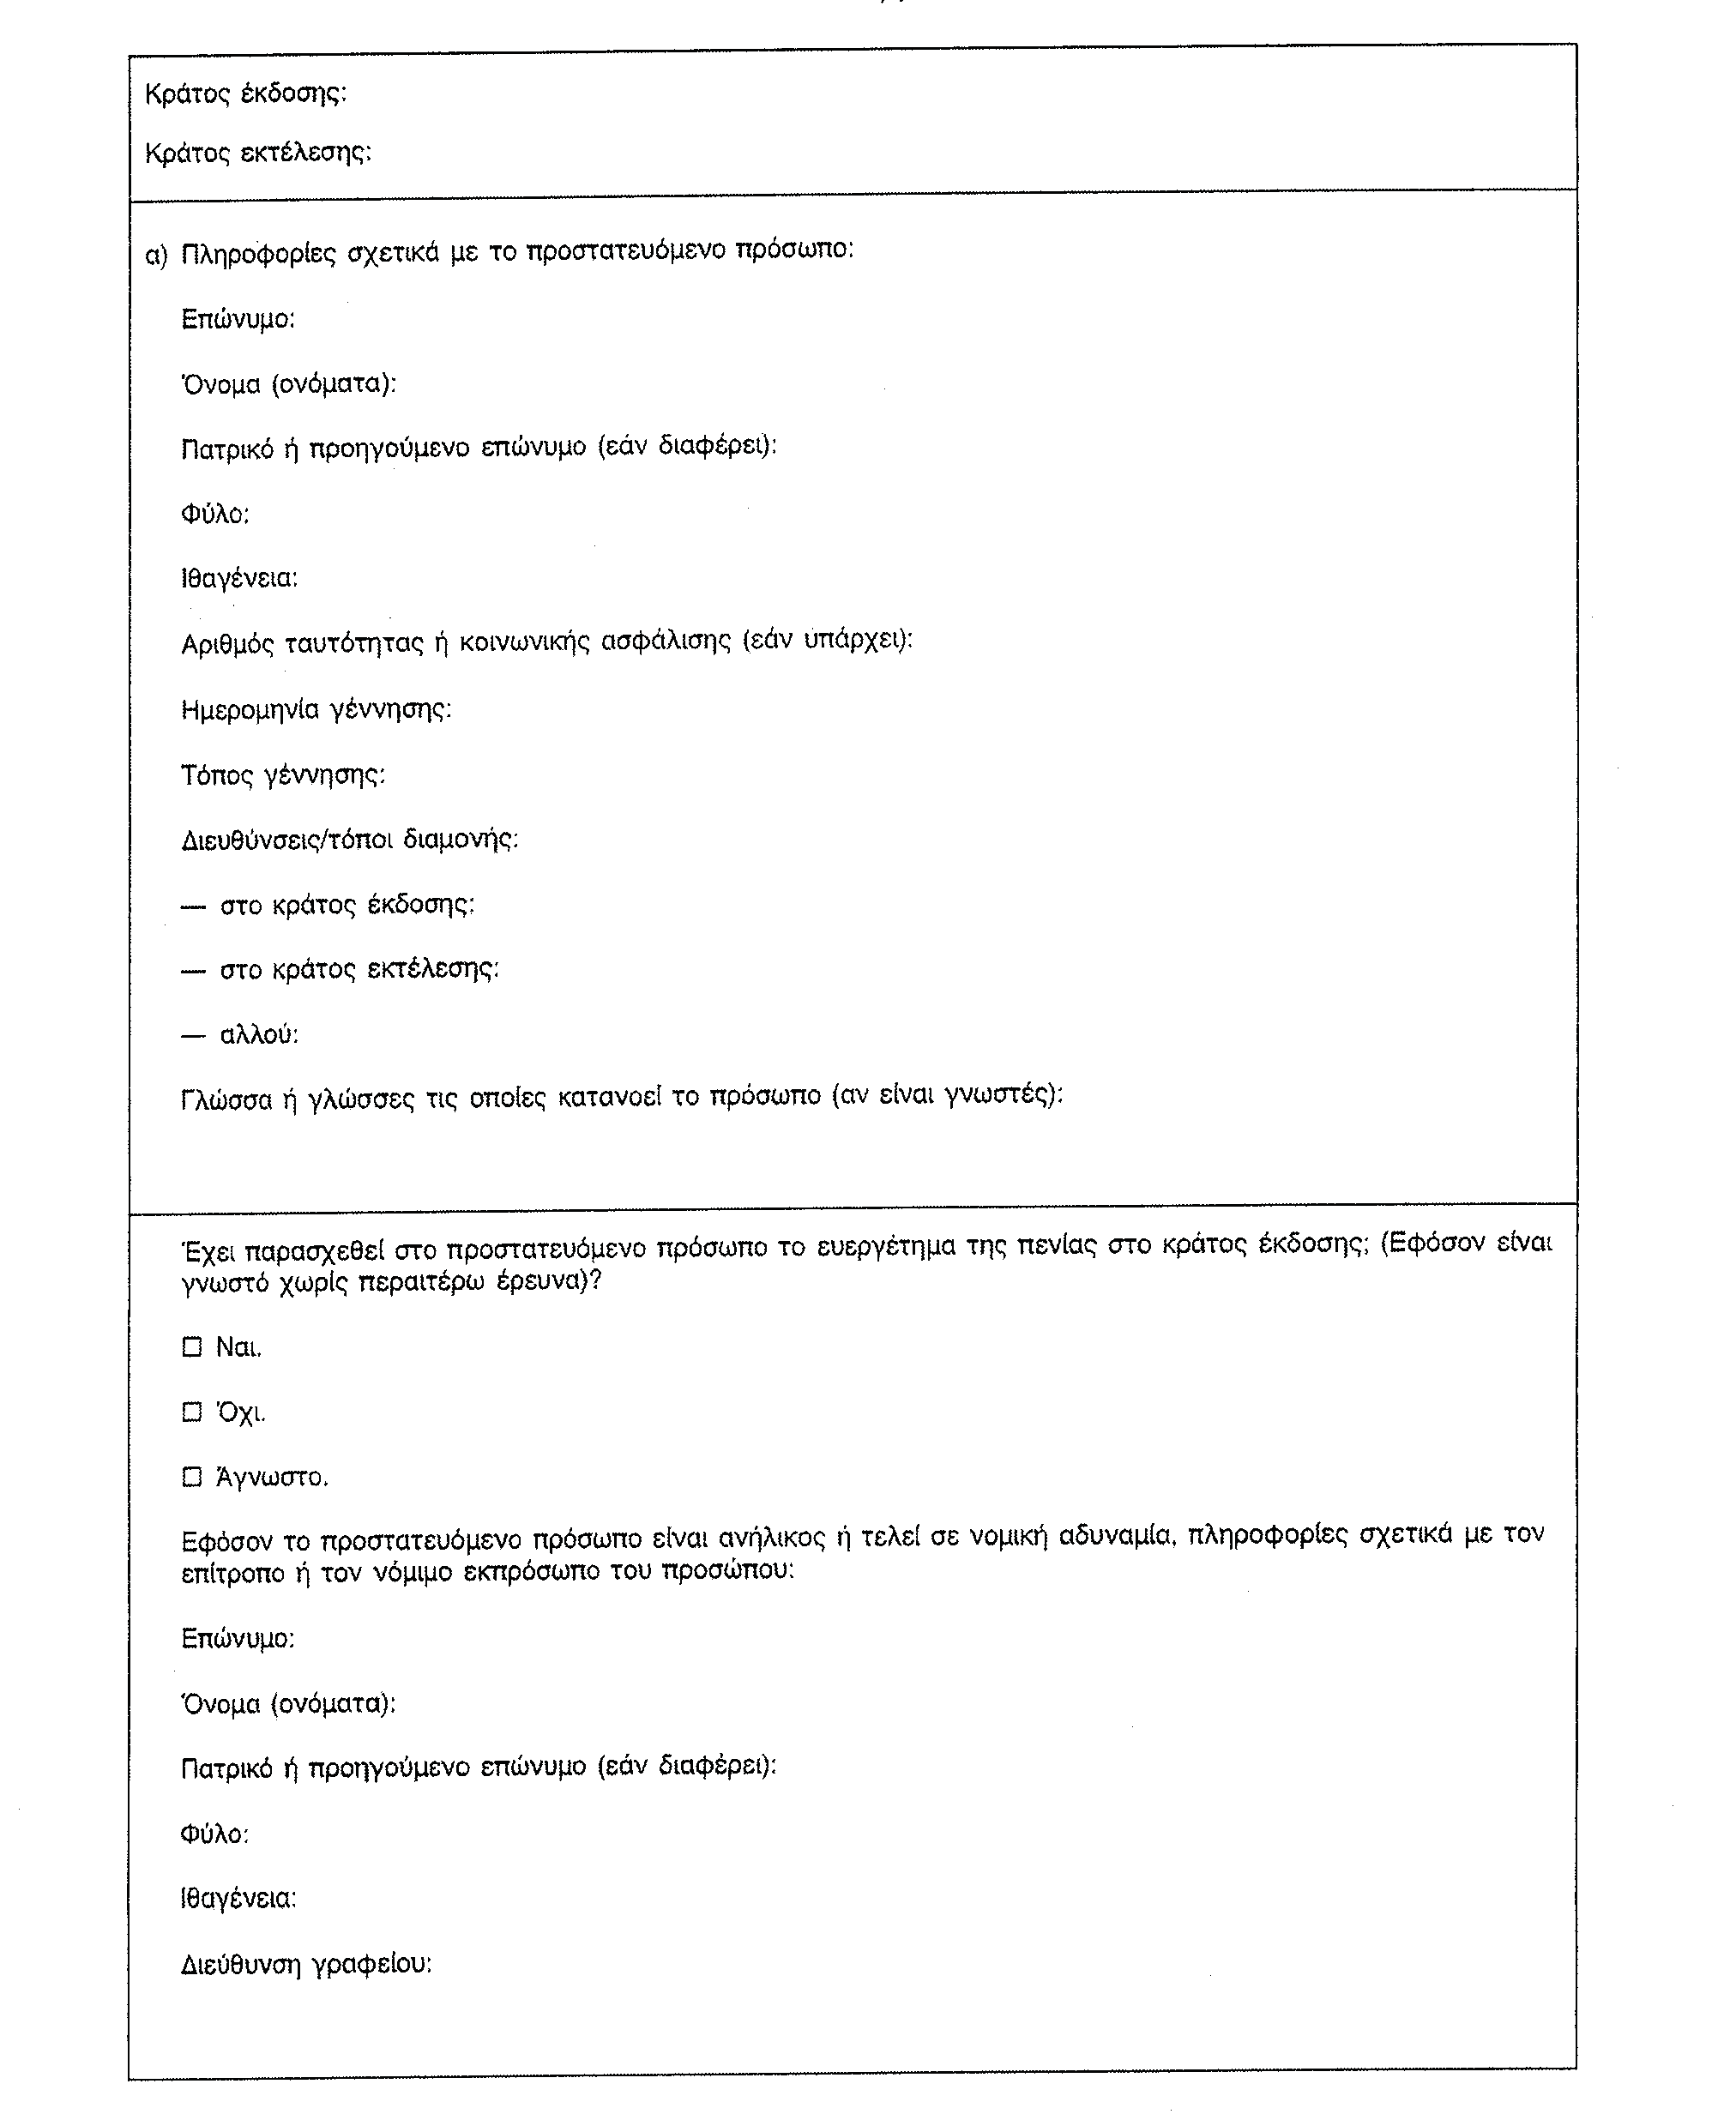 Κράτος έκδοσης:
Κράτος εκτέλεσης:
α) Πληροφορίες σχετικά με το προστατευόμενο πρόσωπο:
Επώνυμο:
Όνομα (ονόματα):
Πατρικό ή προηγούμενο επώνυμο (εάν διαφέρει):
Φύλο:
Ιθαγένεια:
Αριθμός ταυτότητας ή κοινωνικής ασφάλισης (εάν υπάρχει):
Ημερομηνία γέννησης:
Τόπος γέννησης:
Διευθύνσεις/τόποι διαμονής:
— στο κράτος έκδοσης:
— στο κράτος εκτέλεσης:
— αλλού:
Γλώσσα ή γλώσσες τις οποίες κατανοεί το πρόσωπο (αν είναι γνωστές):
Έχει παρασχεθεί στο προστατευόμενο πρόσωπο το ευεργέτημα της πενίας στο κράτος έκδοσης; (Εφόσον είναι
γνωστό χωρίς περαιτέρω έρευνα)?
□ Ναι.
□ Όχι.
□ Άγνωστο.
Εφόσον το προστατευόμενο πρόσωπο είναι ανήλικος ή τελεί σε νομική αδυναμία, πληροφορίες σχετικά με τον
επίτροπο ή τον νόμιμο εκπρόσωπο του προσώπου:
Επώνυμο:
Όνομα (ονόματα):
Πατρικό ή προηγούμενο επώνυμο (εάν διαφέρει):
Φύλο:
Ιθαγένεια:
Διεύθυνση γραφείου: